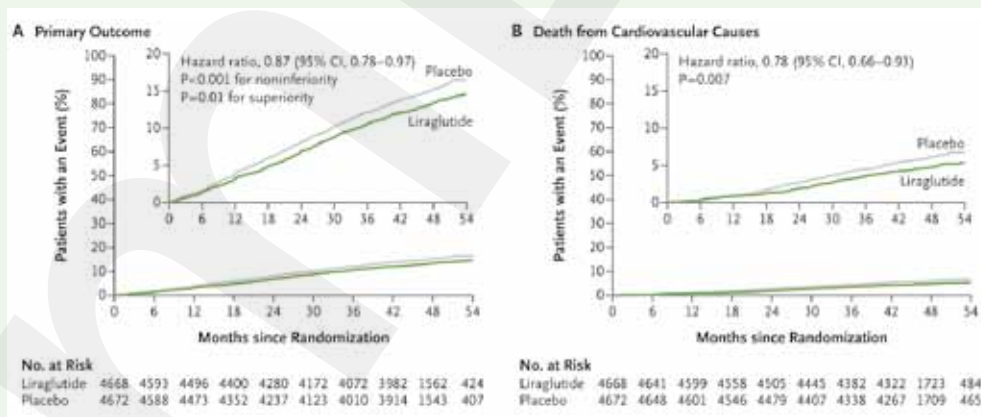 A Primary Outcome
Patients with an Event (%)
100
90
80
70
60
50
40
30
20
10
0
20
15
10
5
0
Hazard ratio, 0.87 (95% CI, 0.78–0.97)
P<0.001 for noninferiority
P=0.01 for superiority
Placebo
Liraglutide
0 6 12 18 24 30 36 42 48 54
0 6 12 18 24 30 36 42 48 54
Months since Randomization
No. at Risk
Liraglutide 4668 4593 4496 4400 4280 4172 4072 3982 1562 424
Placebo 4672 4588 4473 4352 4237 4123 4010 3914 1543 407
B Death from Cardiovascular Causes
Patients with an Event (%)
100
90
80
70
60
50
40
30
20
10
0
20
15
10
5
0
Hazard ratio, 0.78 (95% CI, 0.66–0.93)
P=0.007
Placebo
Liraglutide
0 6 12 18 24 30 36 42 48 54
0 6 12 18 24 30 36 42 48 54
Months since Randomization
No. at Risk
Liraglutide 4668 4641 4599 4558 4505 4445 4382 4322 1723 484
Placebo 4672 4648 4601 4546 4479 4407 4338 4267 1709 465